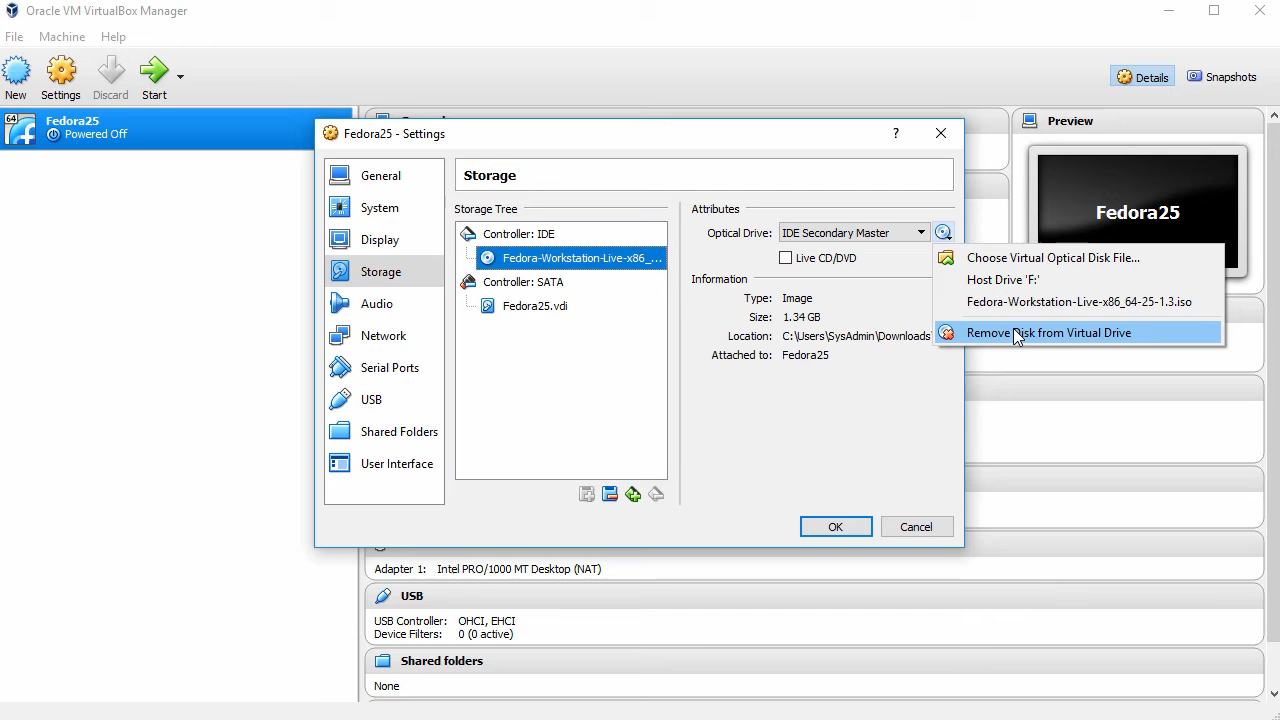 Oracle VM VirtualBox Manager
File Machine Help
New Settings Discard Start Details Snapshots
64 Fedora25
Powered Off
Preview
Fedora25
Fedora25 - Settings ?
General
System
Display
Storage
Audio
Network
Serial Ports
USB
Shared Folders
User Interface
Storage
Storage Tree
Controller: IDE
Fedora-Workstation-Live-x86_...
Controller: SATA
Fedora25.vdi
Attributes
Optical Drive: IDE Secondary Master
Live CD/DVD
Information
Type: Image
Size: 1.34 GB
Location: C:\Users\SysAdmin\Downloads
Attached to: Fedora25
Choose Virtual Optical Disk File...
Host Drive 'F:'
Fedora-Workstation-Live-x86_64-25-1.3.iso
Remove Disk from Virtual Drive
OK Cancel
Adapter 1: Intel PRO/1000 MT Desktop (NAT)
USB
USB Controller: OHCI, EHCI
Device Filters: 0 (0 active)
Shared folders
None